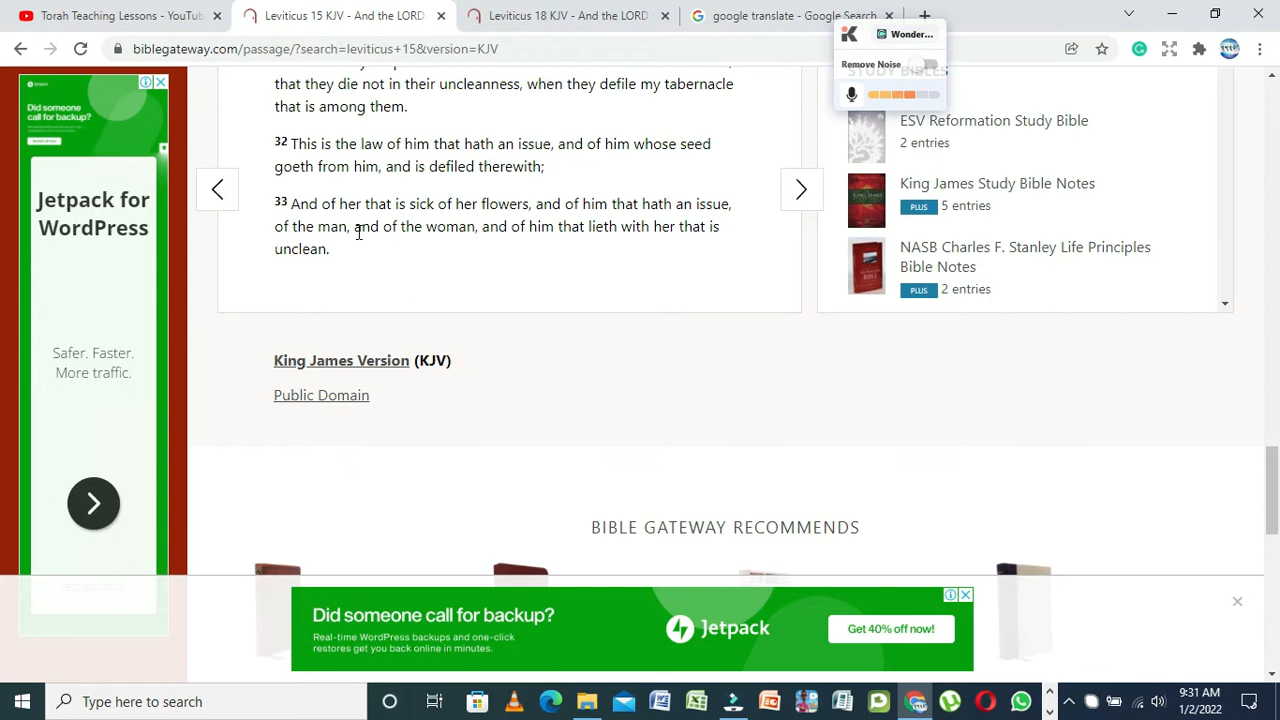 Torah Teaching Lessons - YouTube
Leviticus 15 KJV - And the LORD
Leviticus 18 KJV - And the LORD
google translate - Google Search
Wonder...
Remove Noise
STUDY BIBLES
biblegateway.com/passage/?search=leviticus+15&version=KJV
that they die not in their uncleanness, when they defile my tabernacle
that is among them.
32 This is the law of him that hath an issue, and of him whose seed
goeth from him, and is defiled therewith;
33 And of her that is sick of her flowers, and of him that hath an issue,
of the man, and of the woman, and of him that lieth with her that is
unclean.
King James Version (KJV)
Public Domain
ESV Reformation Study Bible
2 entries
King James Study Bible Notes
PLUS 5 entries
NASB Charles F. Stanley Life Principles
Bible Notes
PLUS 2 entries
Did someone
call for backup?
Jetpack for
WordPress
Safer. Faster.
More traffic.
BIBLE GATEWAY RECOMMENDS
Did someone call for backup?
Real-time WordPress backups and one-click
restores get you back online in minutes.
Jetpack
Get 40% off now!
Type here to search
1/2/2022